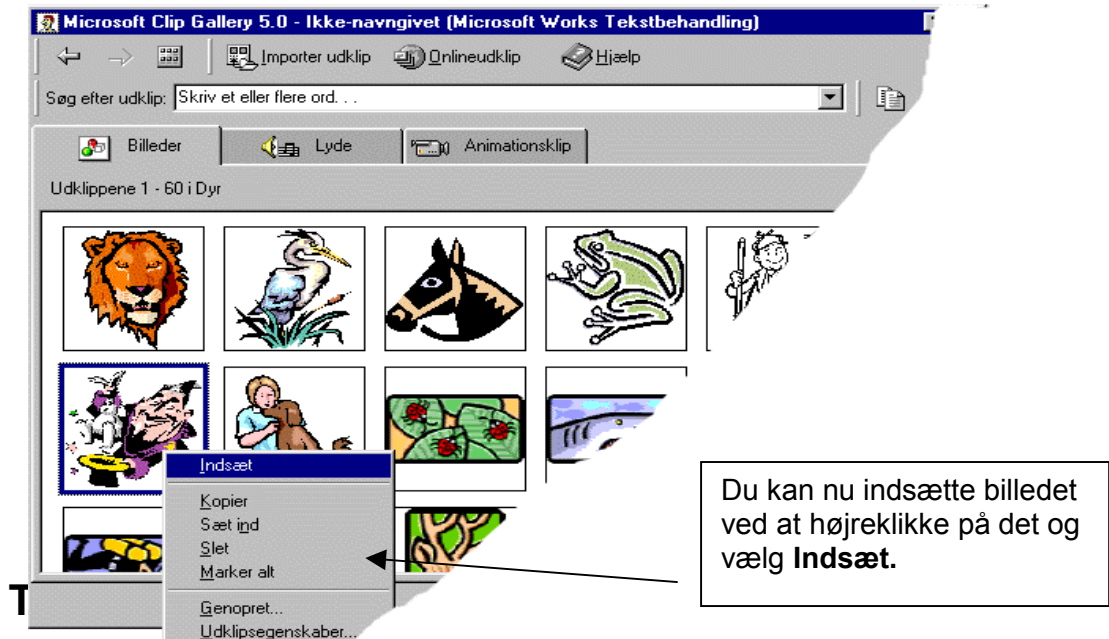 Microsoft Clip Gallery 5.0 - Ikke-navngivet (Microsoft Works Tekstbehandling)
Importer udklip Onlineudklip Hjælp
Søg efter udklip: Skriv et eller flere ord. . .
Billeder Lyde Animationsklip
Udklippene 1 - 60 i Dyr
Indsæt
Kopier
Sæt ind
Slet
Marker alt
Genopret...
Udklipsegenskaber...
Du kan nu indsætte billedet
ved at højreklikke på det og
vælg Indsæt.
T